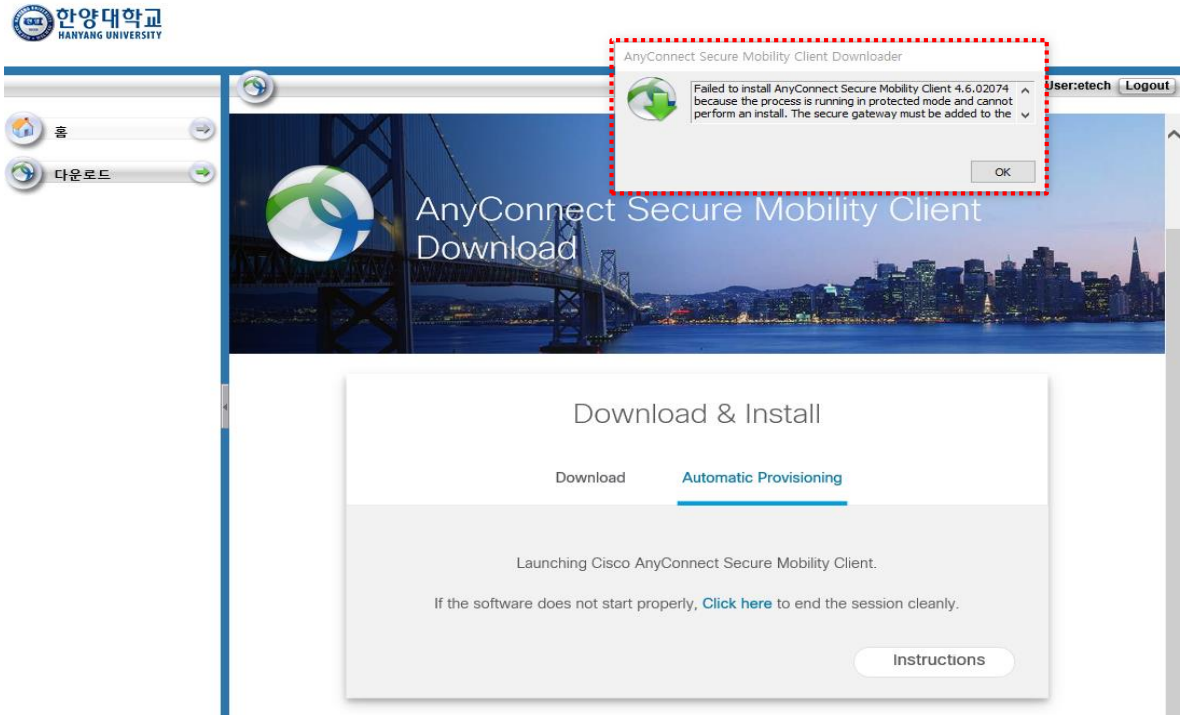 한양대학교
HANYANG UNIVERSITY
AnyConnect Secure Mobility Client Downloader
Failed to install AnyConnect Secure Mobility Client 4.6.02074
because the process is running in protected mode and cannot
perform an install. The secure gateway must be added to the
OK
User:etech
Logout
홈
다운로드
AnyConnect Secure Mobility Client
Download
Download & Install
Download
Automatic Provisioning
Launching Cisco AnyConnect Secure Mobility Client.
If the software does not start properly, Click here to end the session cleanly.
Instructions